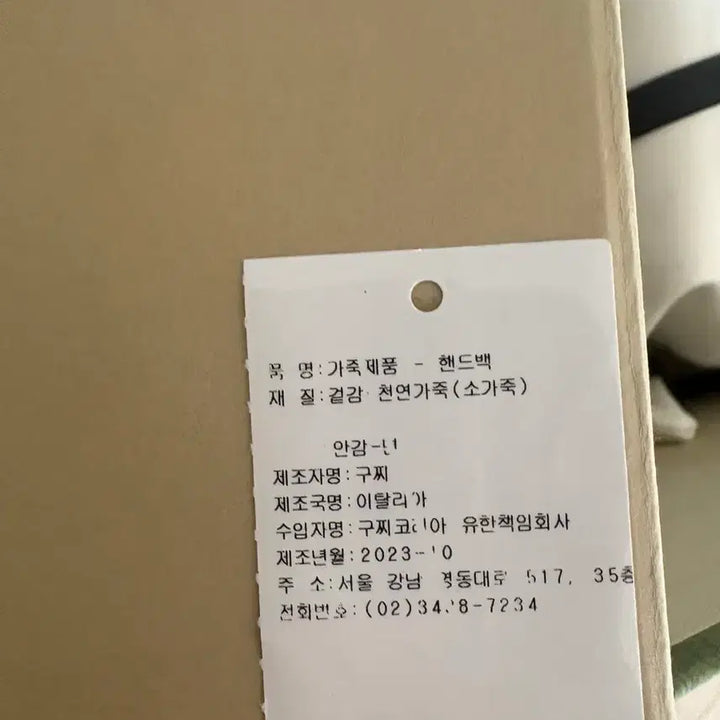 품 명:가죽제품 - 핸드백
재 질:겉감 천연가죽(소가죽)
안감-면
제조자명:구찌
제조국명:이탈리아
수입자명:구찌코리아 유한책임회사
제조년월:2023-10
주 소:서울 강남 영동대로 517, 35층
전화번호: